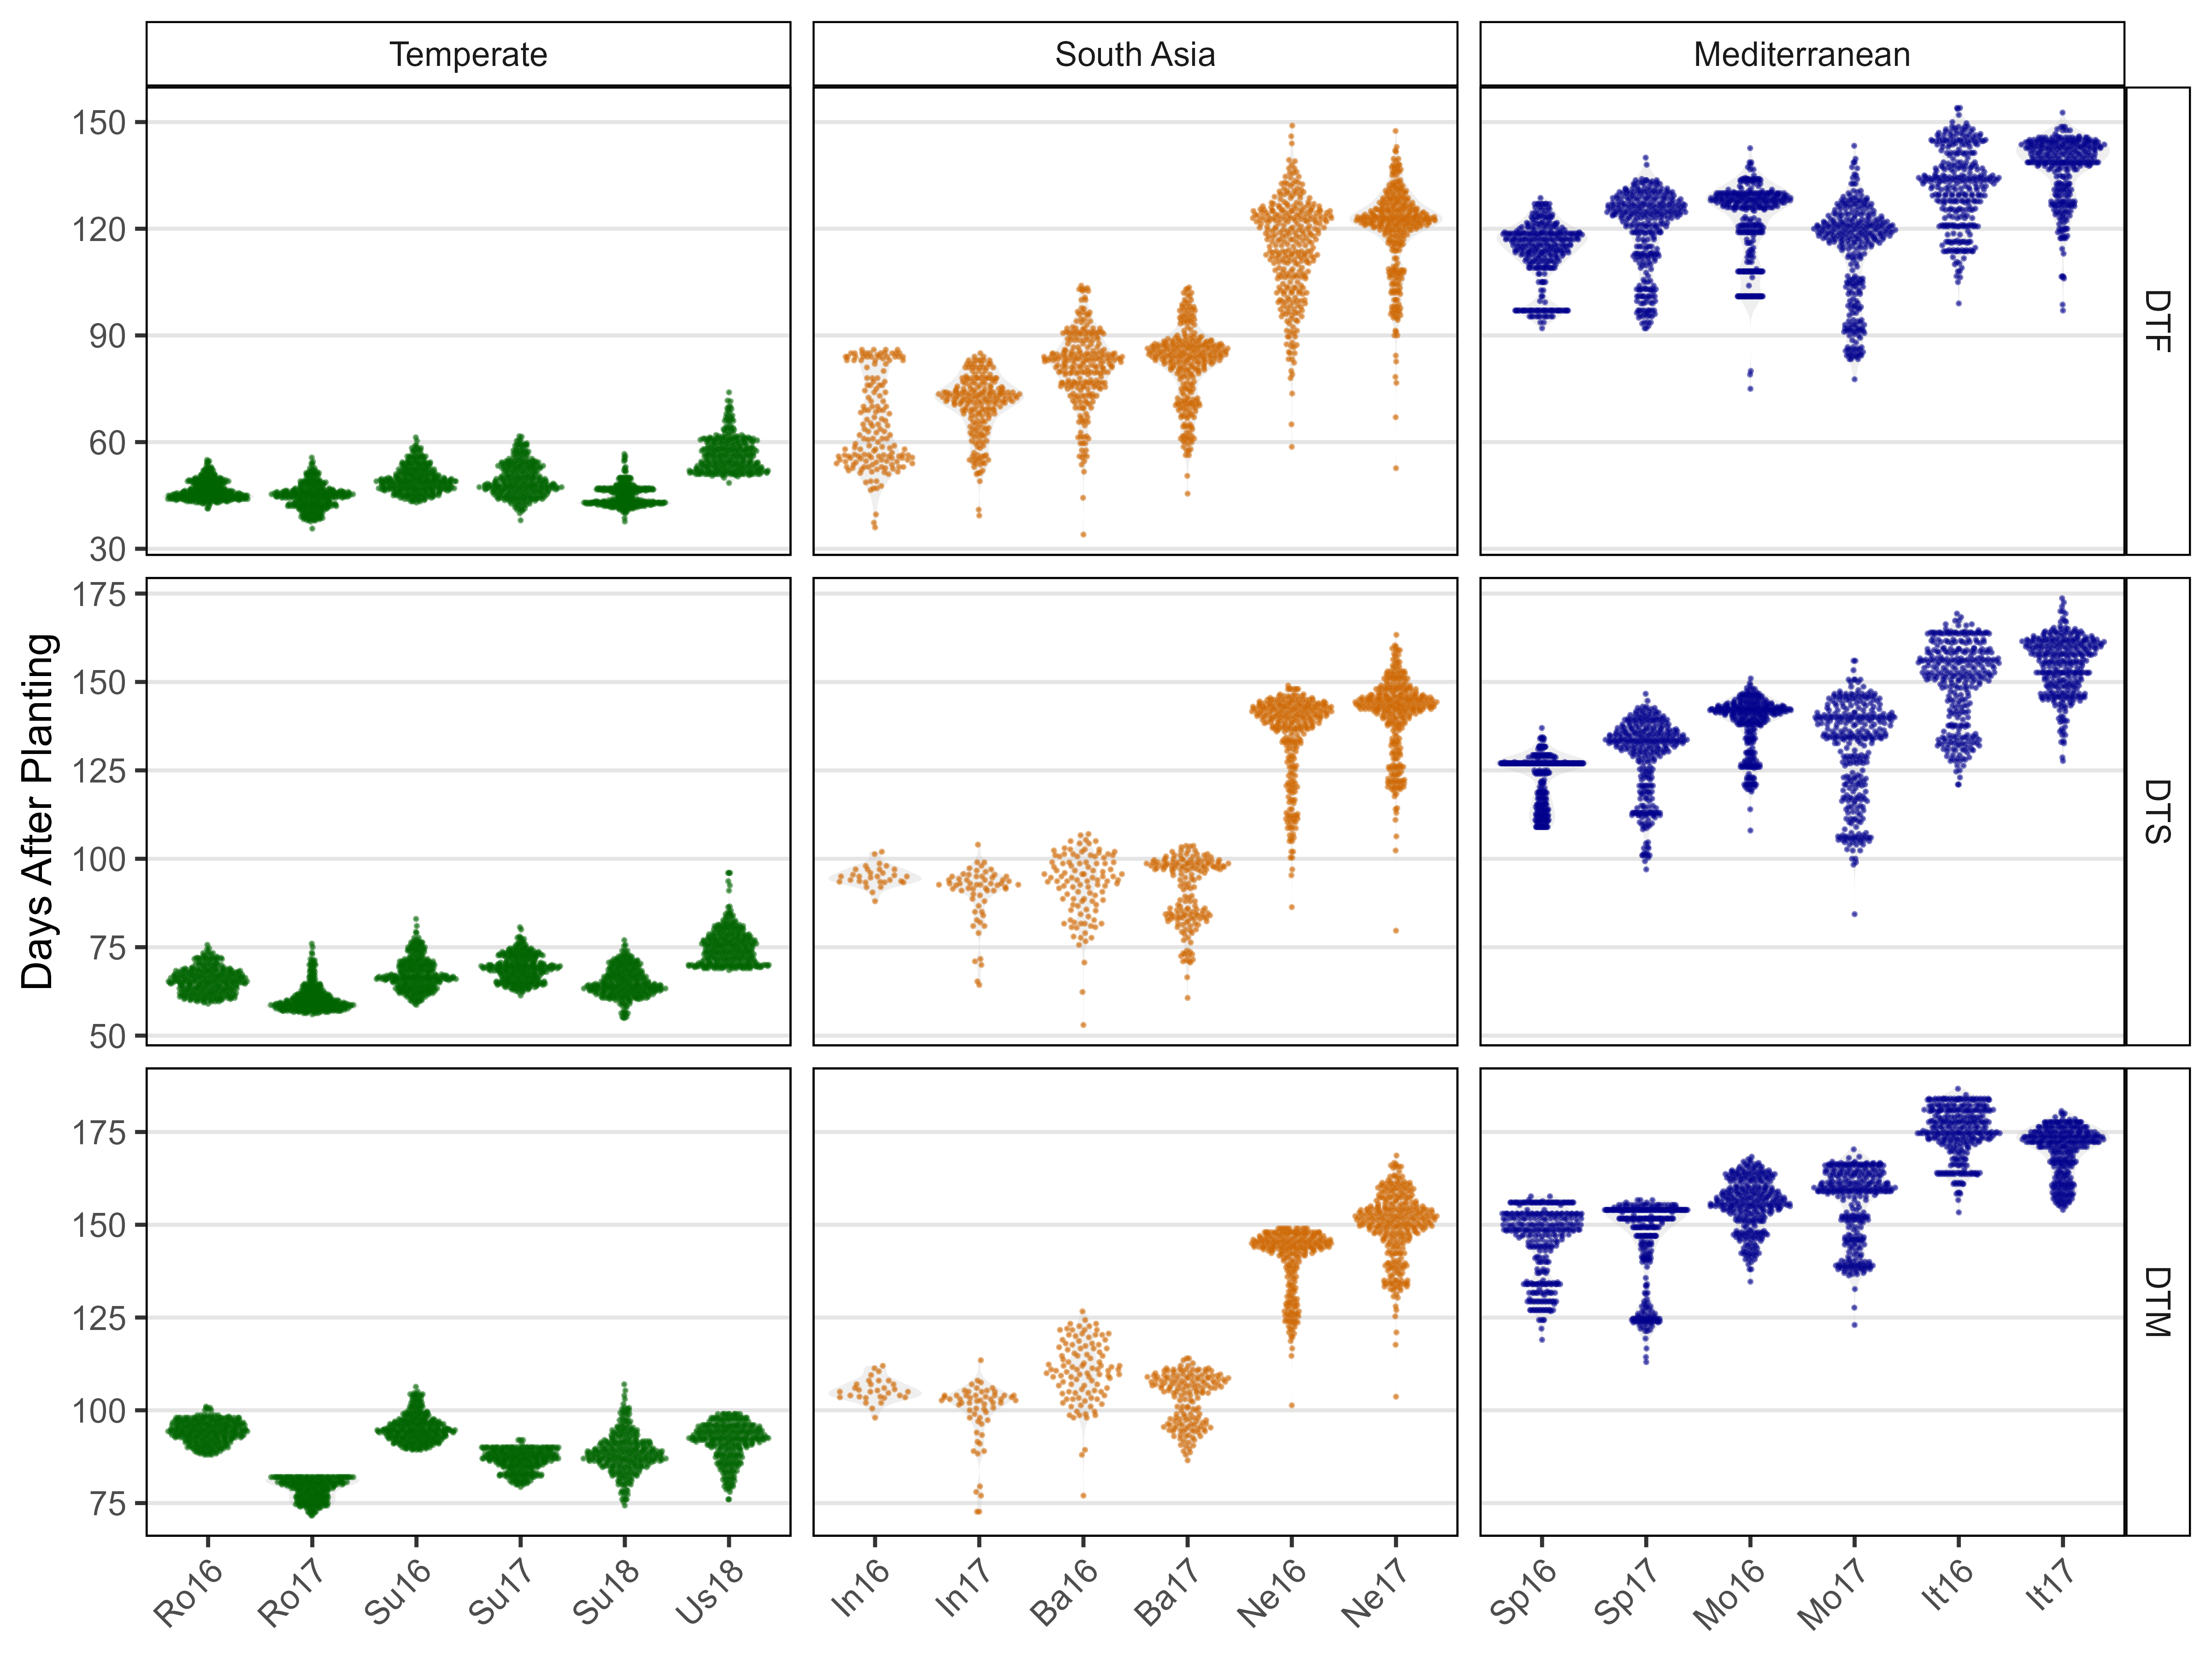 Temperate
South Asia
Mediterranean
Days After Planting
150
120
90
60
30
DTF
175
150
125
100
75
50
DTS
175
150
125
100
75
DTM
Ro16 Ro17 Su16 Su17 Su18 Us18
In16 In17 Ba16 Ba17 Ne16 Ne17
Sp16 Sp17 Mo16 Mo17 It16 It17